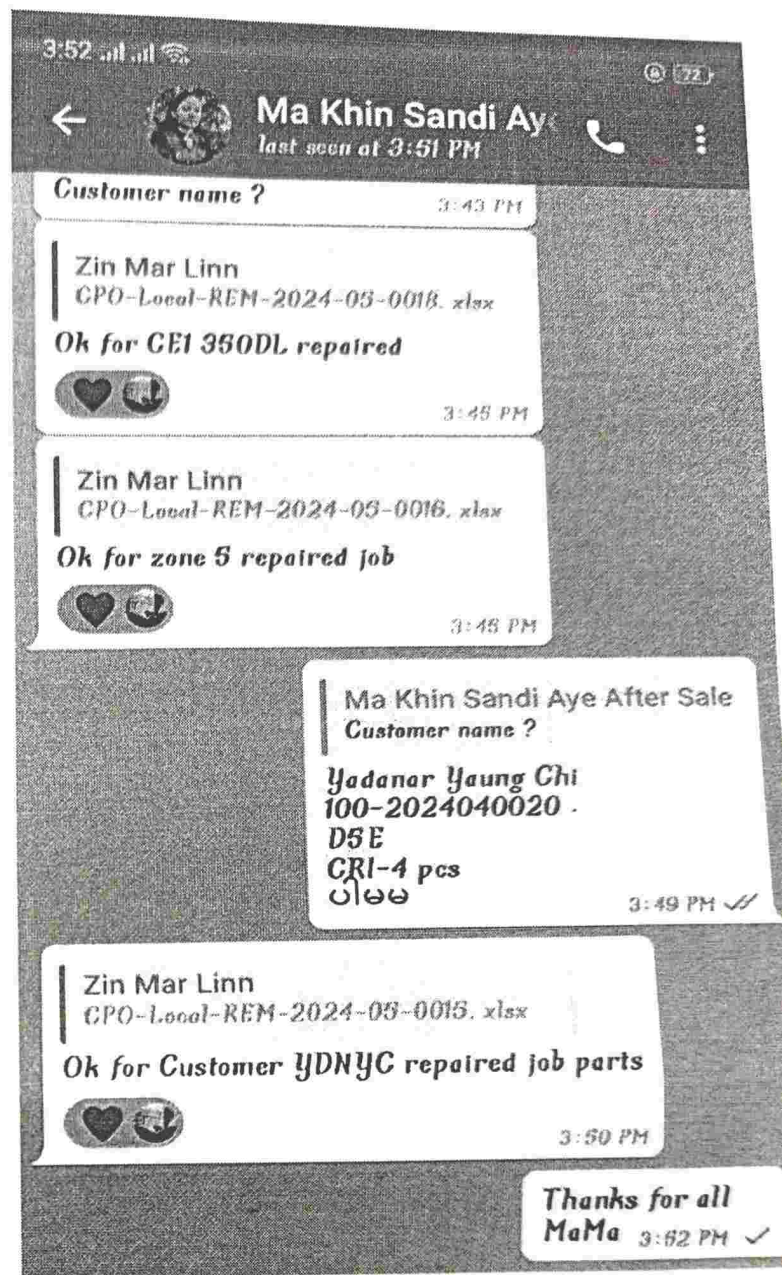 3:52
72
Ma Khin Sandi Ay
last seen at 3:51 PM
Customer name ?
3:43 PM
Zin Mar Linn
CPO-Local-REM-2024-05-0018. xlsx
Ok for CE1 350DL repaired
3:45 PM
Zin Mar Linn
CPO-Local-REM-2024-05-0016. xlsx
Ok for zone 5 repaired job
3:45 PM
Ma Khin Sandi Aye After Sale
Customer name ?
Yadanar Yaung Chi
100-2024040020 .
D5E
CRI-4 pcs
ပါမမ
3:49 PM
Zin Mar Linn
CPO-Local-REM-2024-05-0015. xlsx
Ok for Customer YDNYC repaired job parts
3:50 PM
Thanks for all
MaMa 3:52 PM